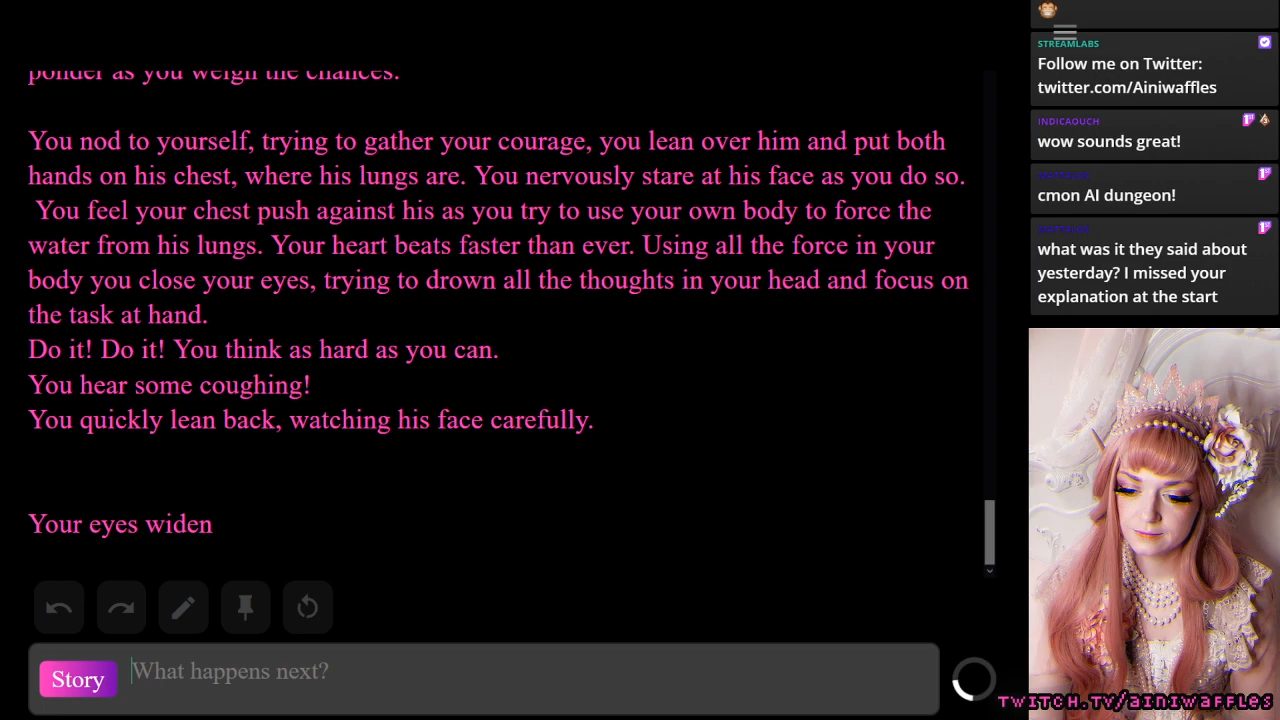 ponder as you weigh the chances.
You nod to yourself, trying to gather your courage, you lean over him and put both
hands on his chest, where his lungs are. You nervously stare at his face as you do so.
You feel your chest push against his as you try to use your own body to force the
water from his lungs. Your heart beats faster than ever. Using all the force in your
body you close your eyes, trying to drown all the thoughts in your head and focus on
the task at hand.
Do it! Do it! You think as hard as you can.
You hear some coughing!
You quickly lean back, watching his face carefully.
Your eyes widen
Story
What happens next?
STREAMLABS
Follow me on Twitter:
twitter.com/Ainiwaffles
INDICAOUCH
wow sounds great!
cmon AI dungeon!
what was it they said about
yesterday? I missed your
explanation at the start
TWITCH.TV/AINIWAFFLES